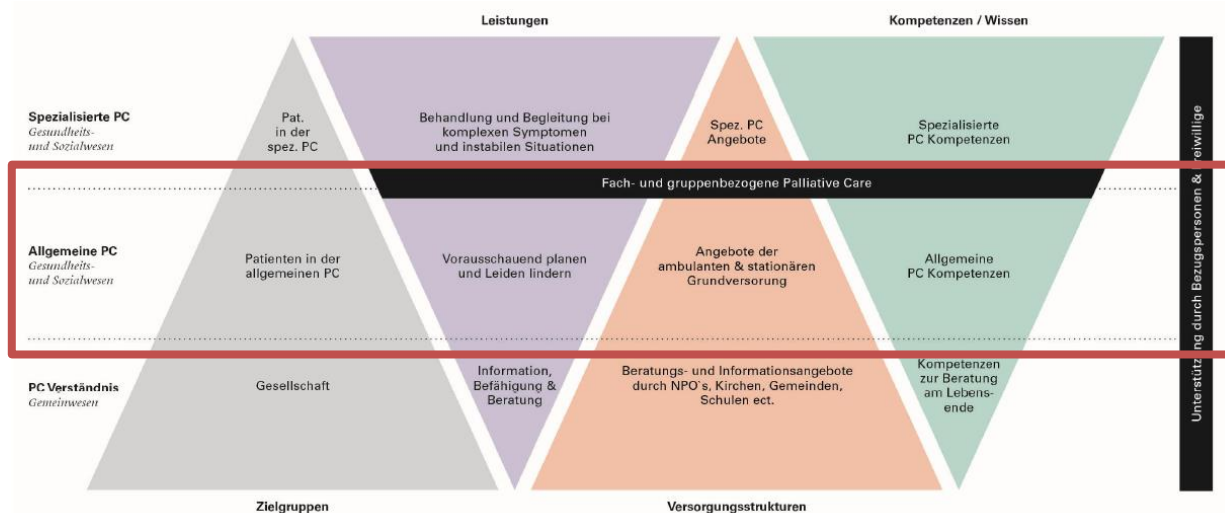 Leistungen
Kompetenzen / Wissen
Spezialisierte PC
Gesundheits-
und Sozialwesen
Pat.
in der
spez. PC
Behandlung und Begleitung bei
komplexen Symptomen
und instabilen Situationen
Spez. PC
Angebote
Spezialisierte
PC Kompetenzen
Fach- und gruppenbezogene Palliative Care
Allgemeine PC
Gesundheits-
und Sozialwesen
Patienten in der
allgemeinen PC
Vorausschauend planen
und Leiden lindern
Angebote der
ambulanten & stationären
Grundversorung
Allgemeine
PC Kompetenzen
PC Verständnis
Gemeinwesen
Gesellschaft
Information,
Befähigung &
Beratung
Beratungs- und Informationsangebote
durch NPO`s, Kirchen, Gemeinden,
Schulen ect.
Kompetenzen
zur Beratung
am Lebens-
ende
Zielgruppen
Versorgungsstrukturen
Unterstützung durch Bezugspersonen & Freiwillige